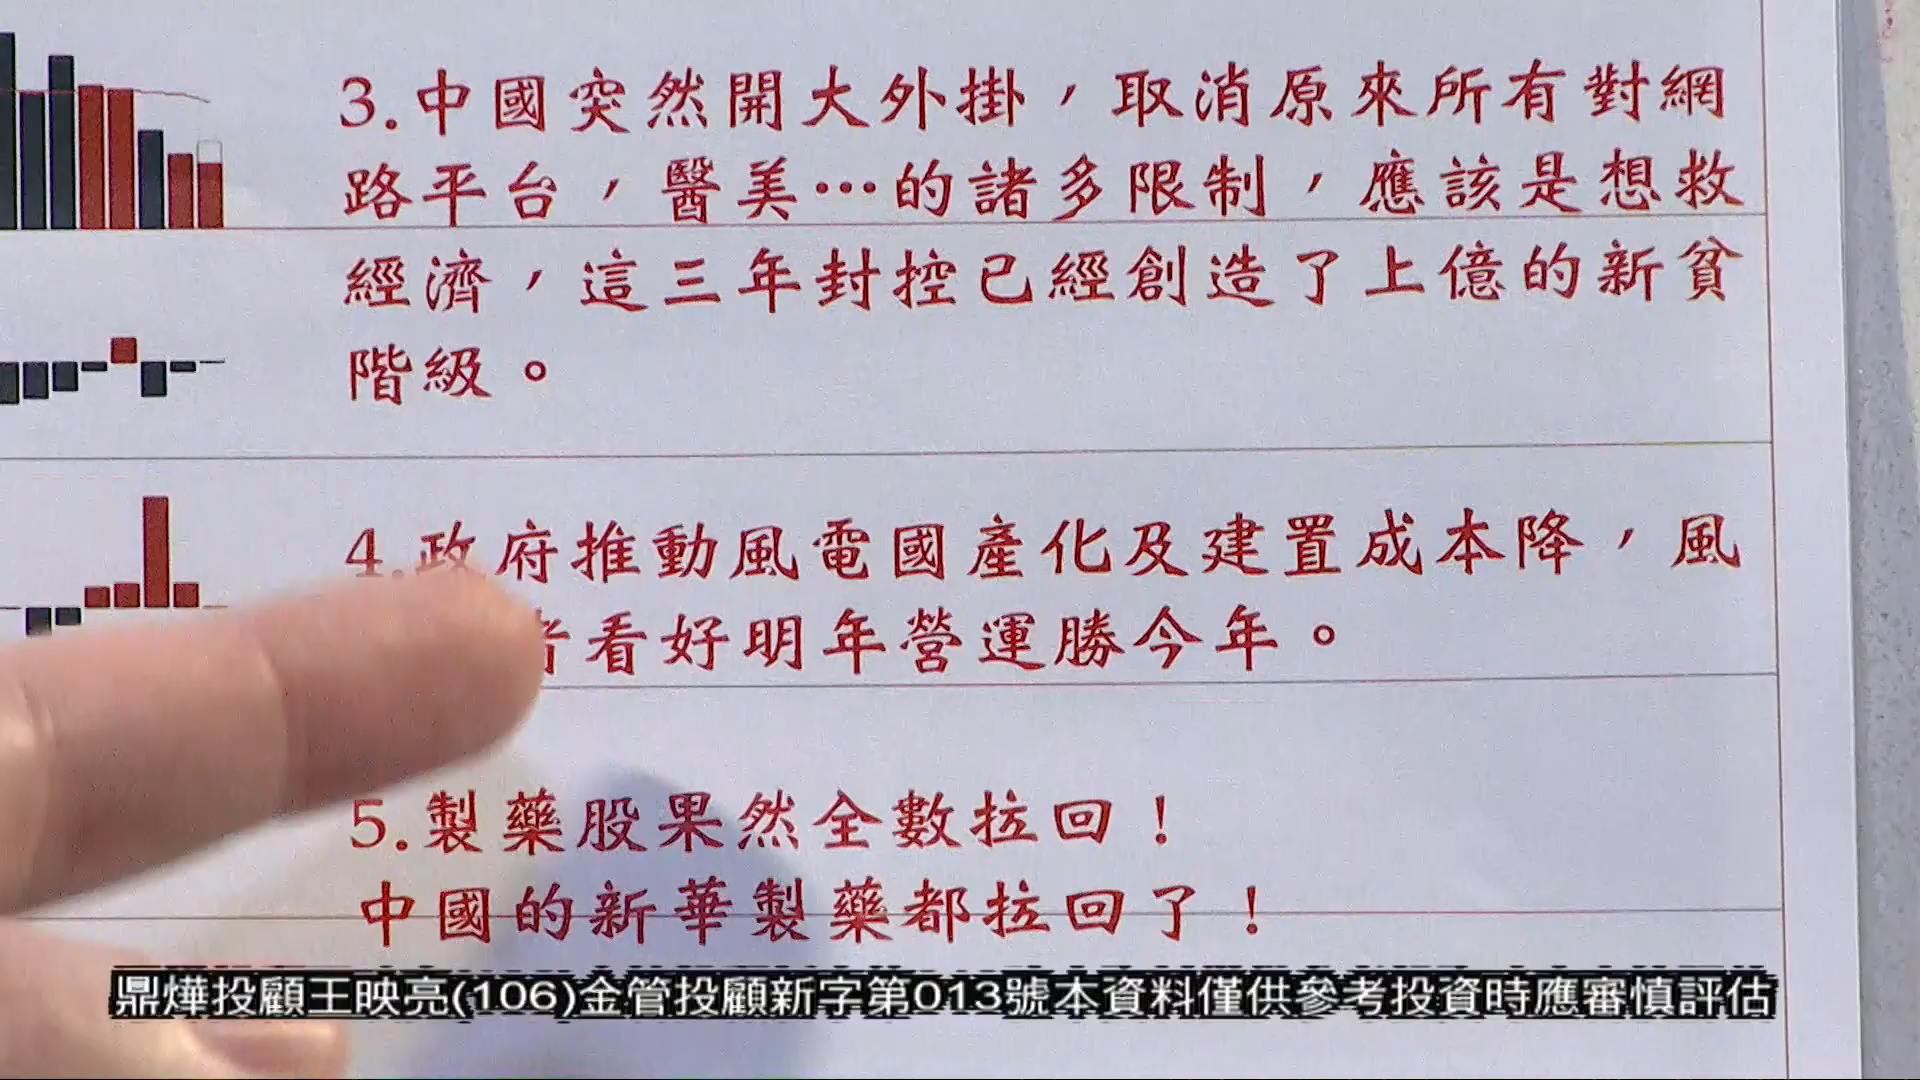 3.中國突然開大外掛，取消原來所有對網
路平台，醫美…的諸多限制，應該是想救
經濟，這三年封控已經創造了上億的新貧
階級。
4.政府推動風電國產化及建置成本降，風
者看好明年營運勝今年。
5.製藥股果然全數拉回！
中國的新華製藥都拉回了！
鼎燁投顧王映亮(106)金管投顧新字第013號本資料僅供參考投資時應審慎評估